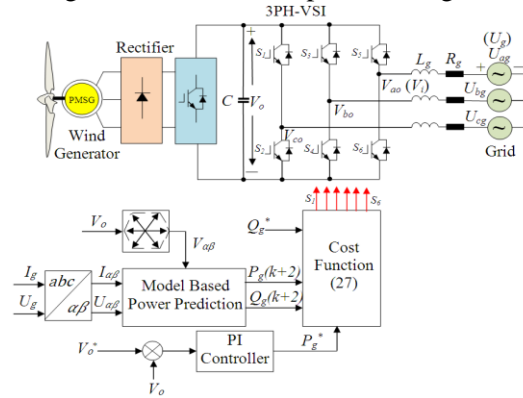 3PH-VSI
Rectifier
PMSG
Wind
Generator
C
+
V_o
−
S_1
S_3
S_5
S_2
S_4
S_6
V_co
V_bo
V_ao (V_i)
L_g
R_g
(U_g)
+ U_ag −
U_bg
U_cg
Grid
S_1
S_6
V_o
V_αβ
Q_g^*
I_g
U_g
abc
αβ
I_αβ
U_αβ
Model Based
Power Prediction
P_g(k+2)
Q_g(k+2)
Cost
Function
(27)
V_o^*
V_o
PI
Controller
P_g^*